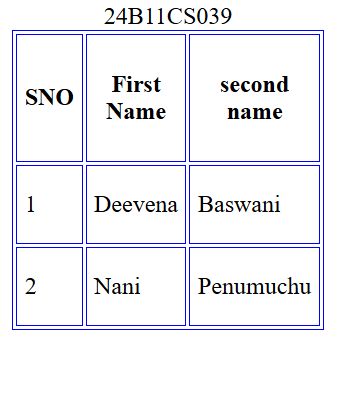 24B11CS039
SNO First Name second name
1 Deevena Baswani
2 Nani Penumuchu